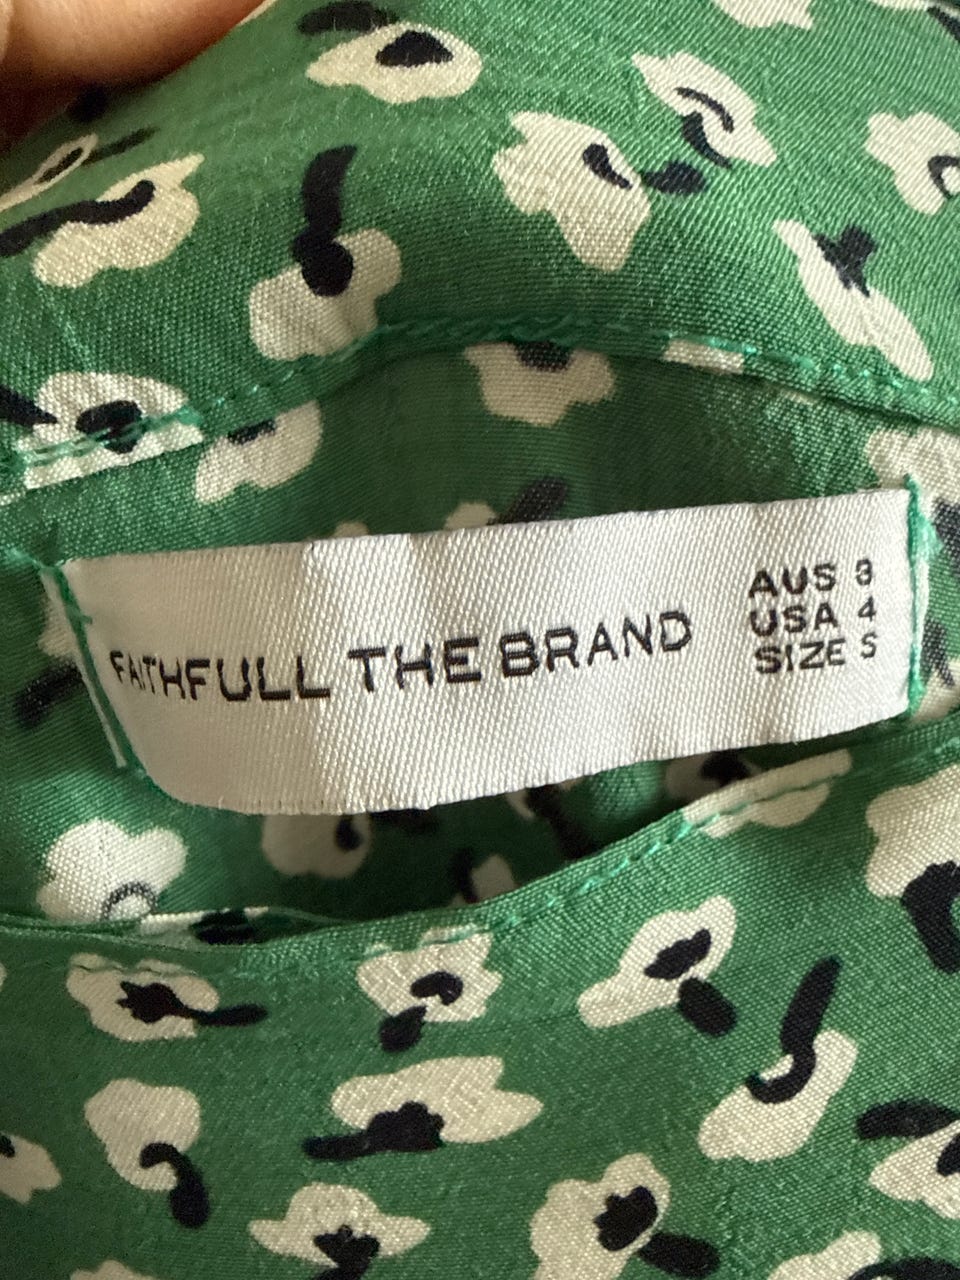 FAITHFULL THE BRAND
AUS 8
USA 4
SIZE S